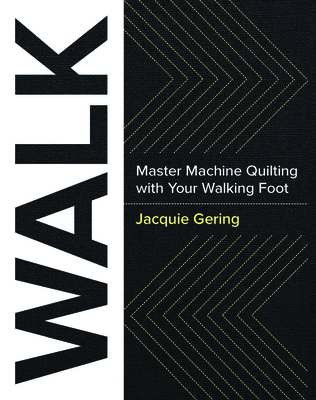 WALK
Master Machine Quilting
with Your Walking Foot
Jacquie Gering